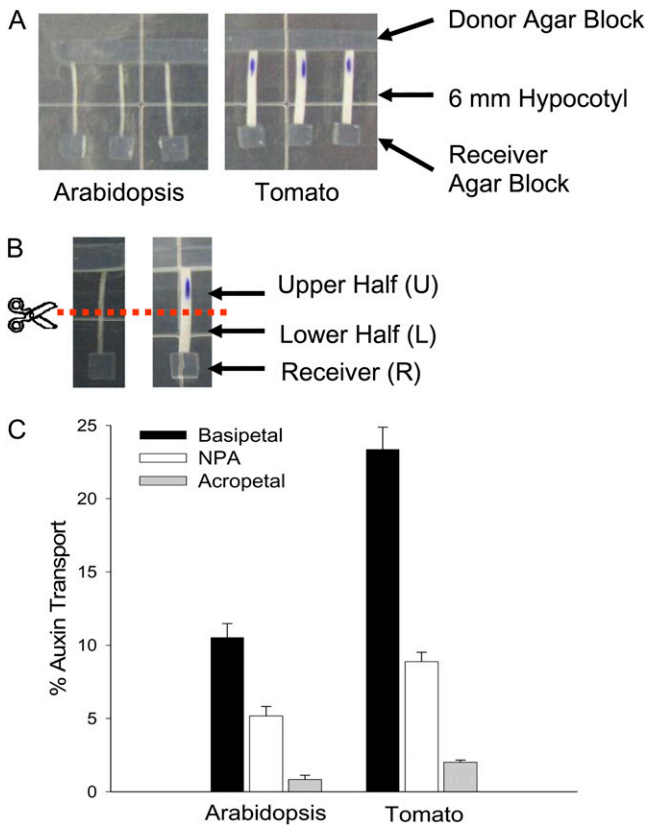 A
Donor Agar Block
6 mm Hypocotyl
Receiver
Agar Block
Arabidopsis
Tomato
B
Upper Half (U)
Lower Half (L)
Receiver (R)
C
25
20
15
10
5
0
% Auxin Transport
Basipetal
NPA
Acropetal
Arabidopsis
Tomato